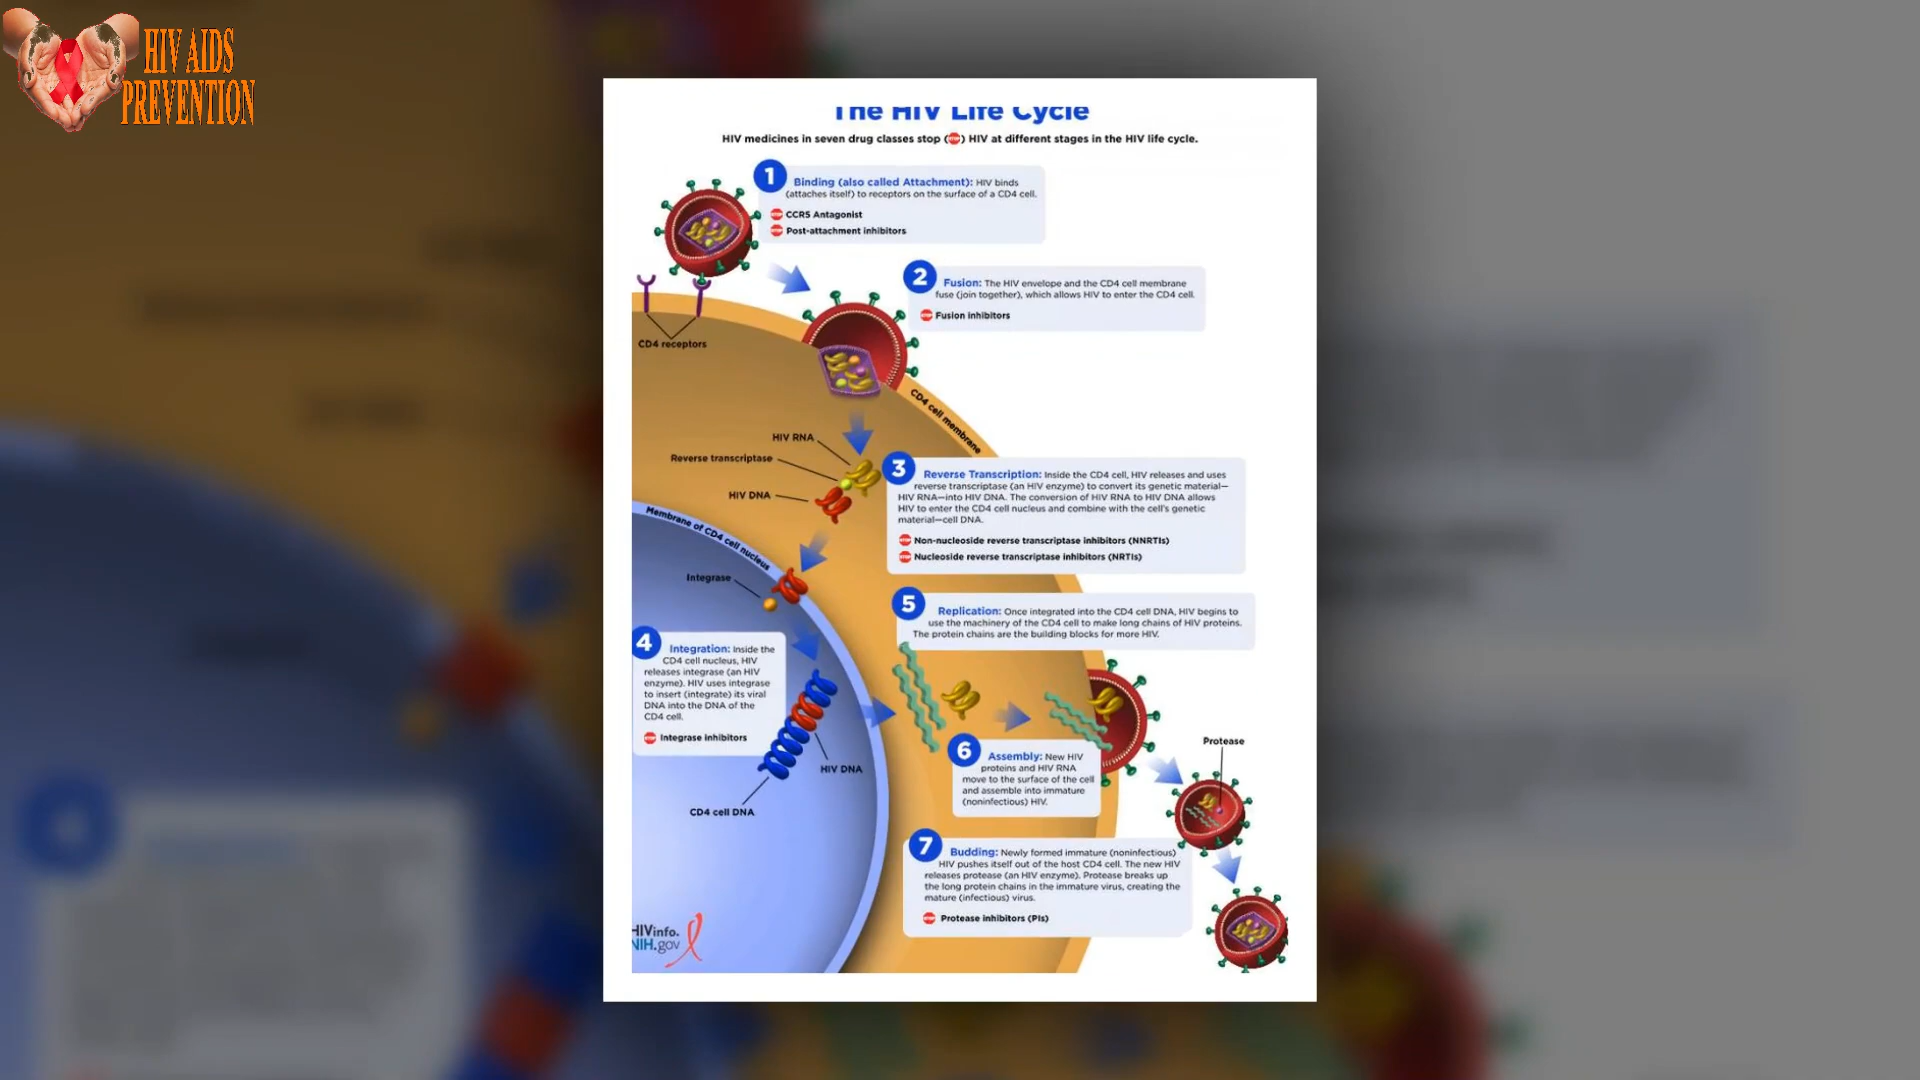 HIV AIDS
PREVENTION
The HIV Life Cycle
HIV medicines in seven drug classes stop (STOP) HIV at different stages in the HIV life cycle.
1
Binding (also called Attachment): HIV binds
(attaches itself) to receptors on the surface of a CD4 cell.
STOP CCR5 Antagonist
STOP Post-attachment inhibitors
2
Fusion: The HIV envelope and the CD4 cell membrane
fuse (join together), which allows HIV to enter the CD4 cell.
STOP Fusion inhibitors
CD4 receptors
CD4 cell membrane
HIV RNA
Reverse transcriptase
HIV DNA
3
Reverse Transcription: Inside the CD4 cell, HIV releases and uses
reverse transcriptase (an HIV enzyme) to convert its genetic material—
HIV RNA—into HIV DNA. The conversion of HIV RNA to HIV DNA allows
HIV to enter the CD4 cell nucleus and combine with the cell's genetic
material—cell DNA.
STOP Non-nucleoside reverse transcriptase inhibitors (NNRTIs)
STOP Nucleoside reverse transcriptase inhibitors (NRTIs)
Membrane of CD4 cell nucleus
Integrase
4
Integration: Inside the
CD4 cell nucleus, HIV
releases integrase (an HIV
enzyme). HIV uses integrase
to insert (integrate) its viral
DNA into the DNA of the
CD4 cell.
STOP Integrase inhibitors
HIV DNA
CD4 cell DNA
5
Replication: Once integrated into the CD4 cell DNA, HIV begins to
use the machinery of the CD4 cell to make long chains of HIV proteins.
The protein chains are the building blocks for more HIV.
6
Assembly: New HIV
proteins and HIV RNA
move to the surface of the cell
and assemble into immature
(noninfectious) HIV.
Protease
7
Budding: Newly formed immature (noninfectious)
HIV pushes itself out of the host CD4 cell. The new HIV
releases protease (an HIV enzyme). Protease breaks up
the long protein chains in the immature virus, creating the
mature (infectious) virus.
STOP Protease inhibitors (PIs)
HIVinfo.
NIH.gov